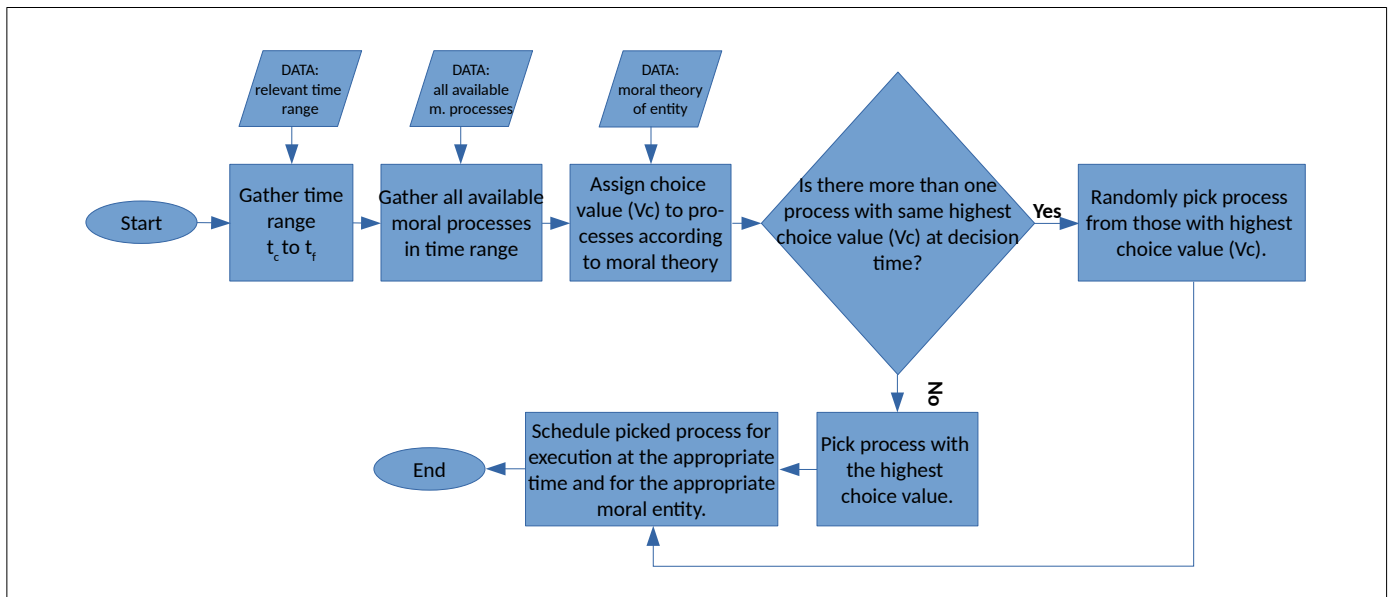 DATA:
relevant time
range
DATA:
all available
m. processes
DATA:
moral theory
of entity
Start
Gather time
range
tc to tf
Gather all available
moral processes
in time range
Assign choice
value (Vc) to pro-
cesses according
to moral theory
Is there more than one
process with same highest
choice value (Vc) at decision
time?
Yes
Randomly pick process
from those with highest
choice value (Vc).
No
Pick process with
the highest
choice value.
Schedule picked process for
execution at the appropriate
time and for the appropriate
moral entity.
End